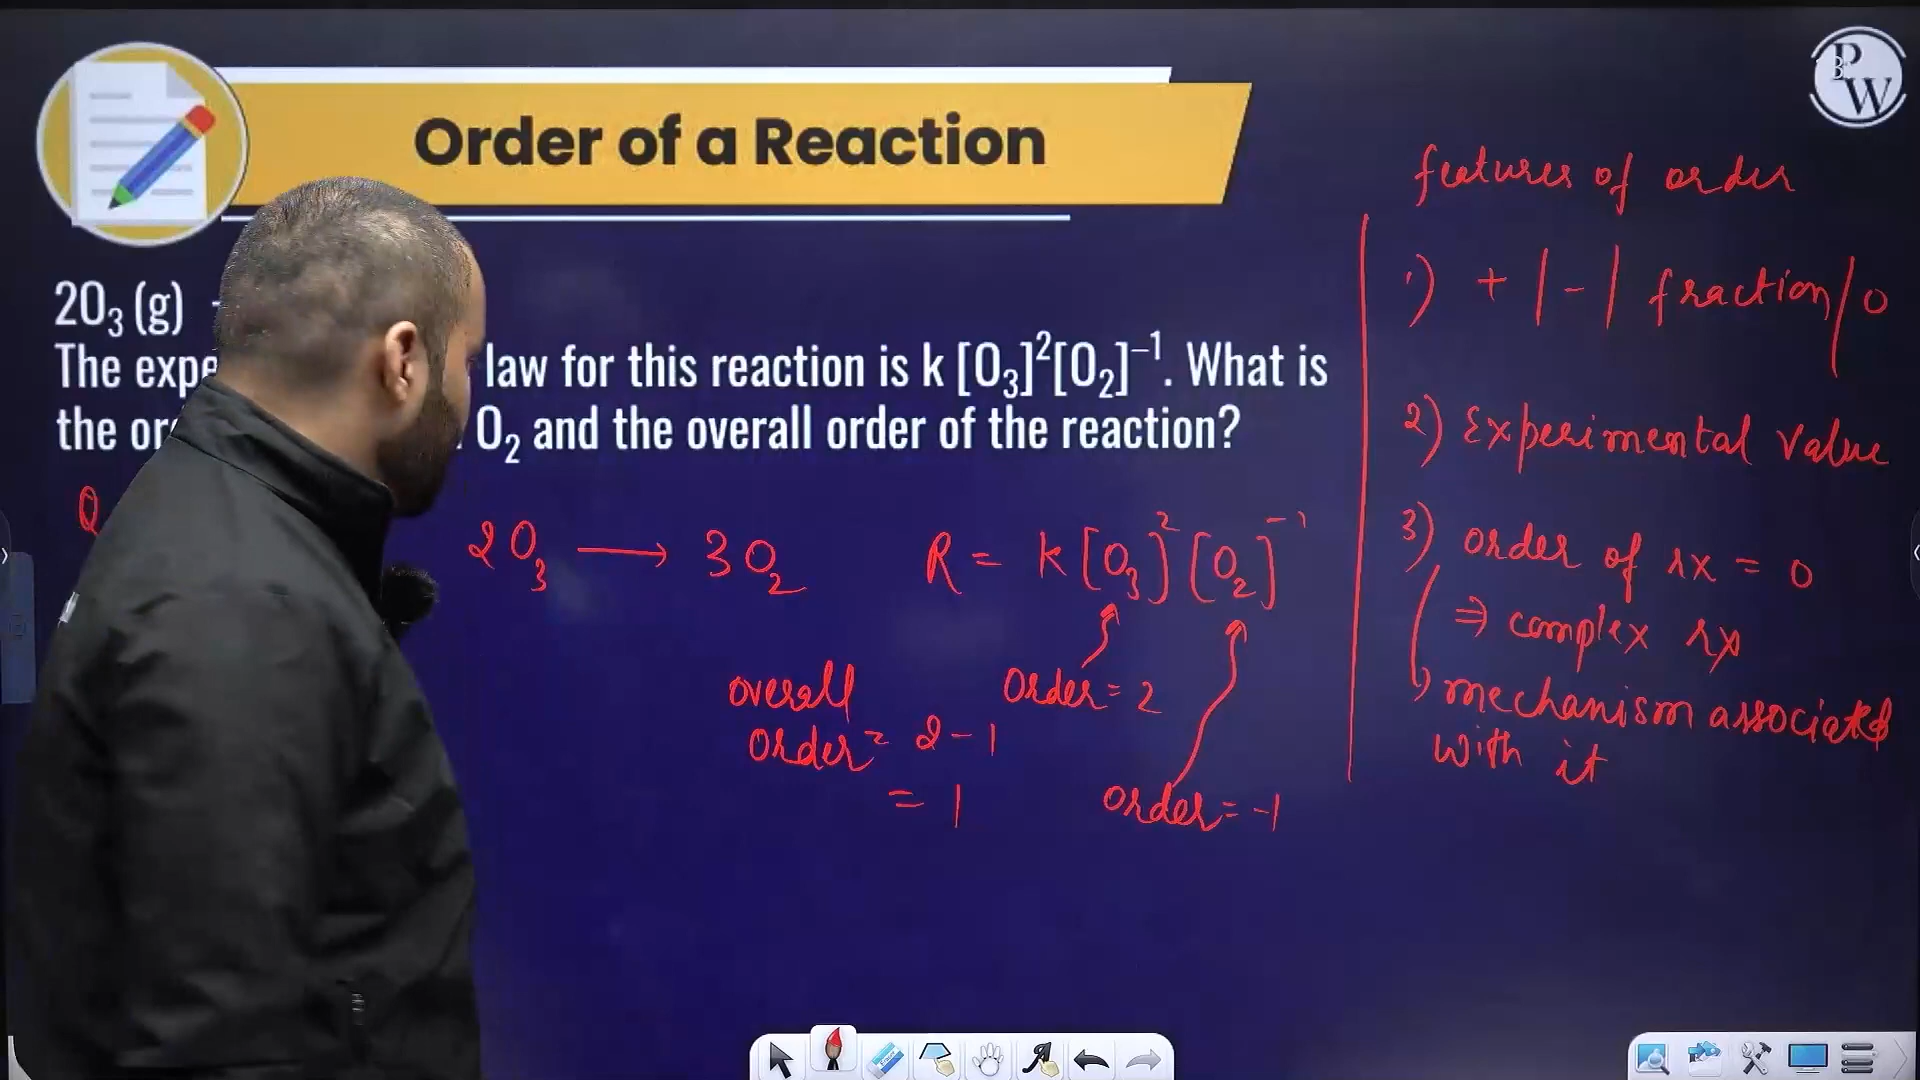 Order of a Reaction
PW
2O₃ (g)
The expe law for this reaction is k [O₃]²[O₂]⁻¹. What is
the or O₂ and the overall order of the reaction?
Q
2O₃ ⟶ 3O₂
R = k[O₃]²[O₂]⁻¹
order = 2
order = -1
overall
order = 2 - 1
= 1
features of order
1) + | - | fraction / 0
2) Experimental value
3) order of rx = 0
⇒ complex rx
mechanism associated
with it